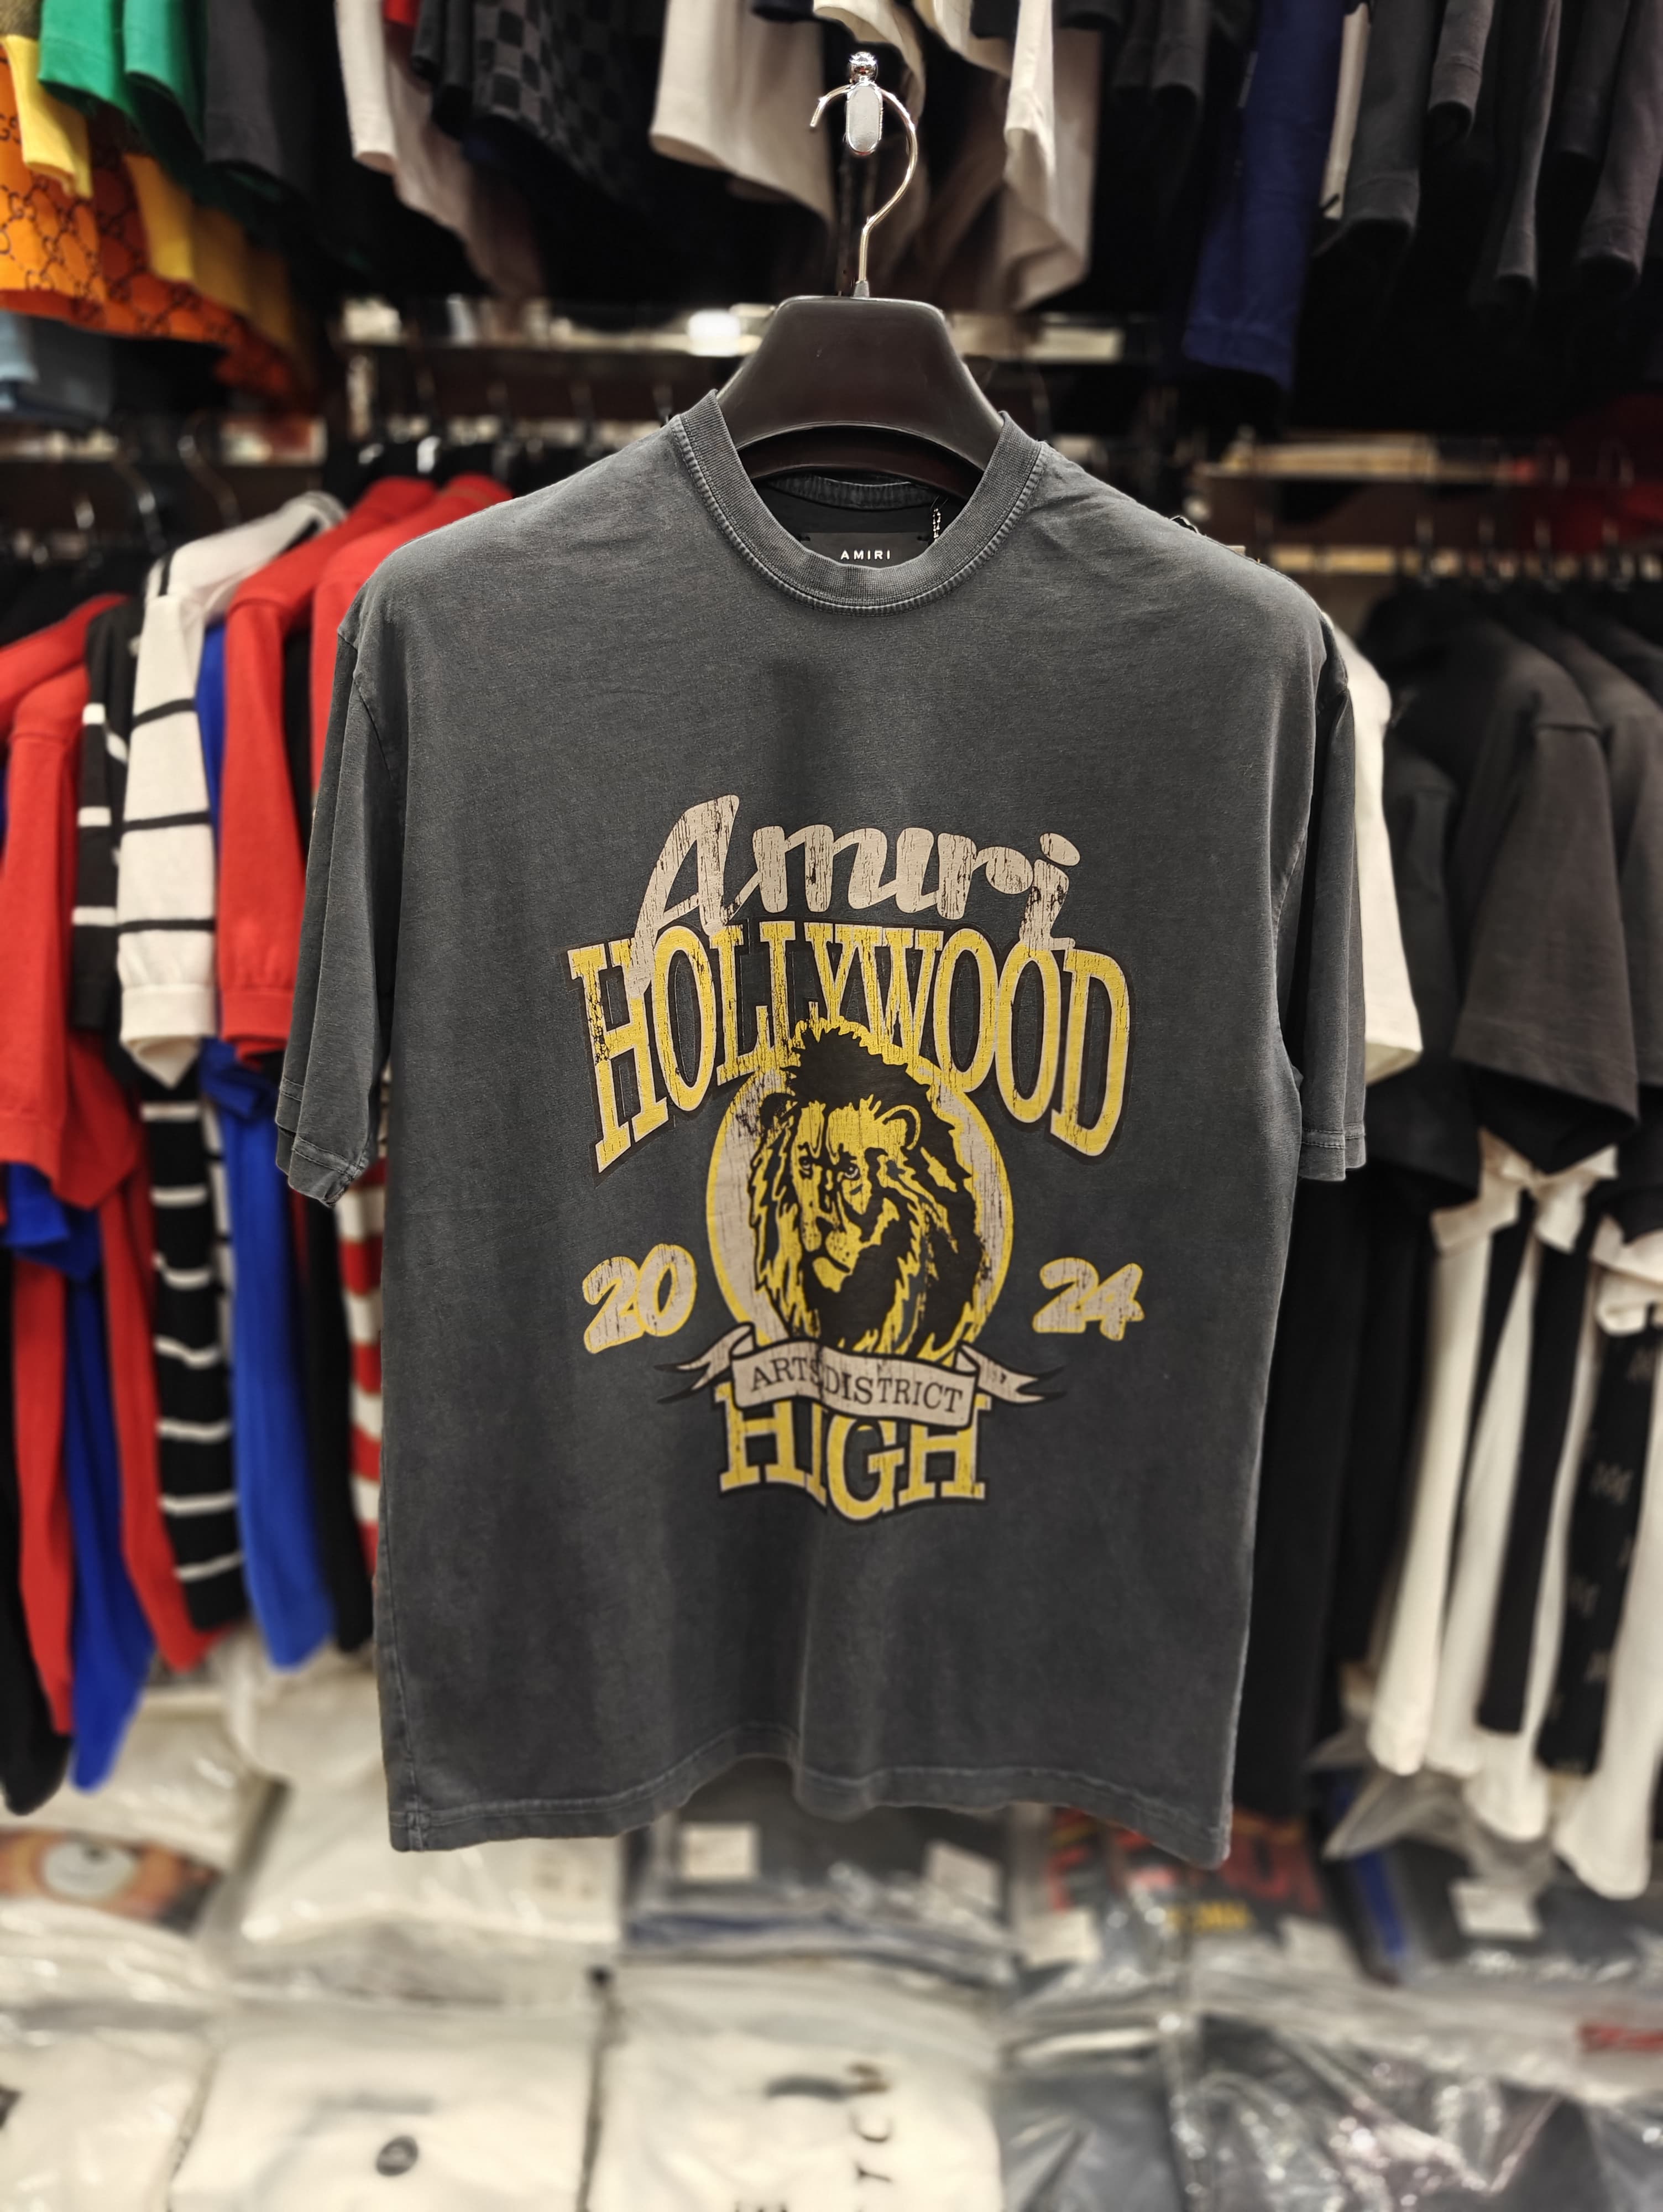 AMIRI
Amiri
HOLLYWOOD
20 24
ARTS DISTRICT
HIGH